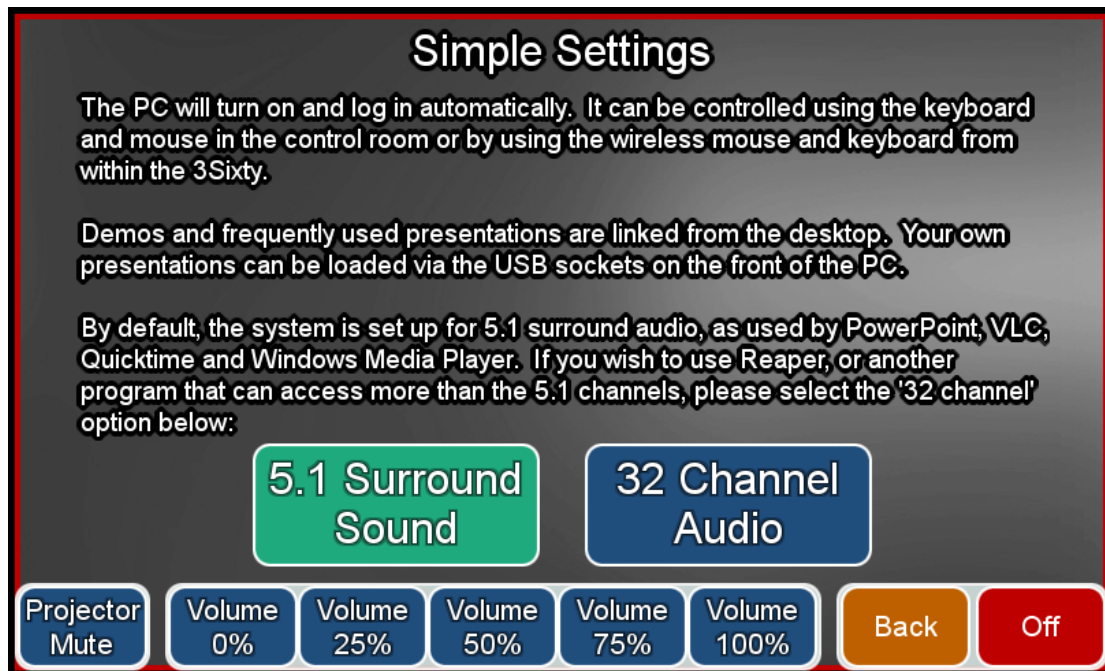 Simple Settings
The PC will turn on and log in automatically.  It can be controlled using the keyboard
and mouse in the control room or by using the wireless mouse and keyboard from
within the 3Sixty.
Demos and frequently used presentations are linked from the desktop.  Your own
presentations can be loaded via the USB sockets on the front of the PC.
By default, the system is set up for 5.1 surround audio, as used by PowerPoint, VLC,
Quicktime and Windows Media Player.  If you wish to use Reaper, or another
program that can access more than the 5.1 channels, please select the '32 channel'
option below:
5.1 Surround
Sound
32 Channel
Audio
Projector
Mute
Volume
0%
Volume
25%
Volume
50%
Volume
75%
Volume
100%
Back
Off